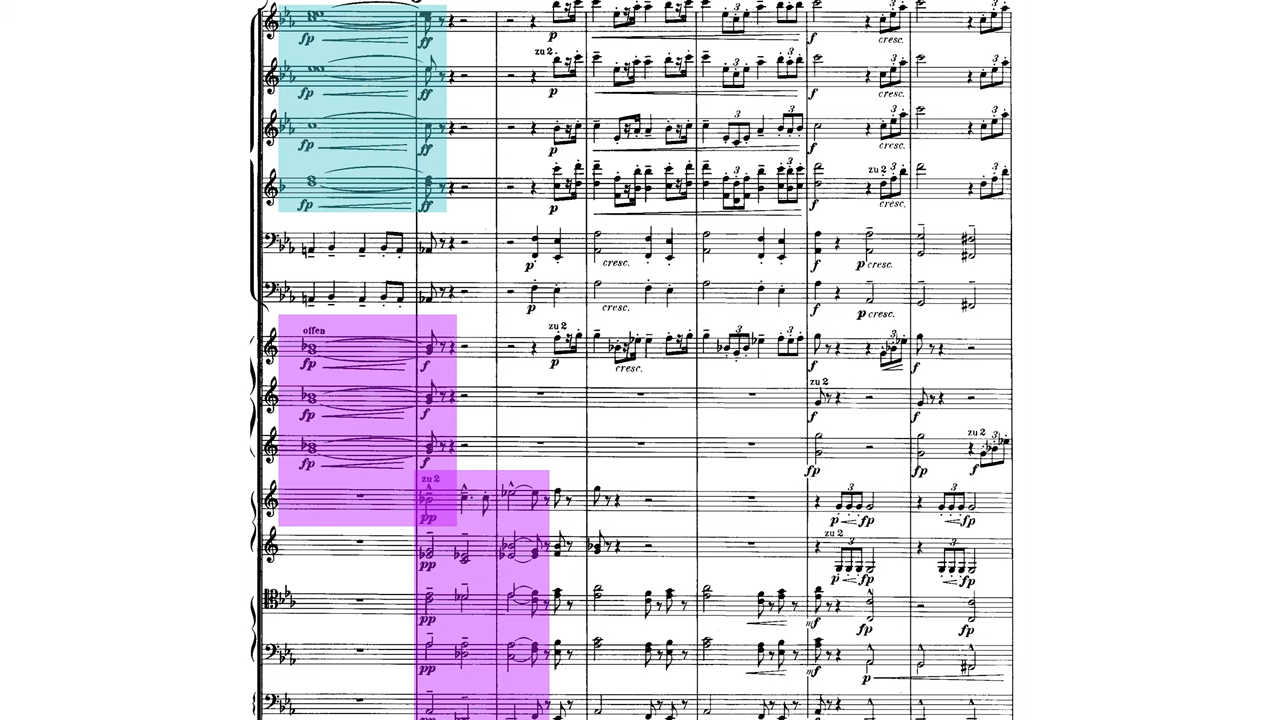 fp ff p f cresc.
zu 2
fp ff p f cresc.
fp ff p f cresc.
zu 2
fp ff p f cresc.
p cresc. f p cresc.
p cresc. f p cresc.
offen zu 2
fp f p cresc. f f
zu 2
fp f f
zu 2
fp f fp fp f
zu 2
pp p fp fp
zu 2
pp p fp fp
pp mf fp fp
pp mf p
pp